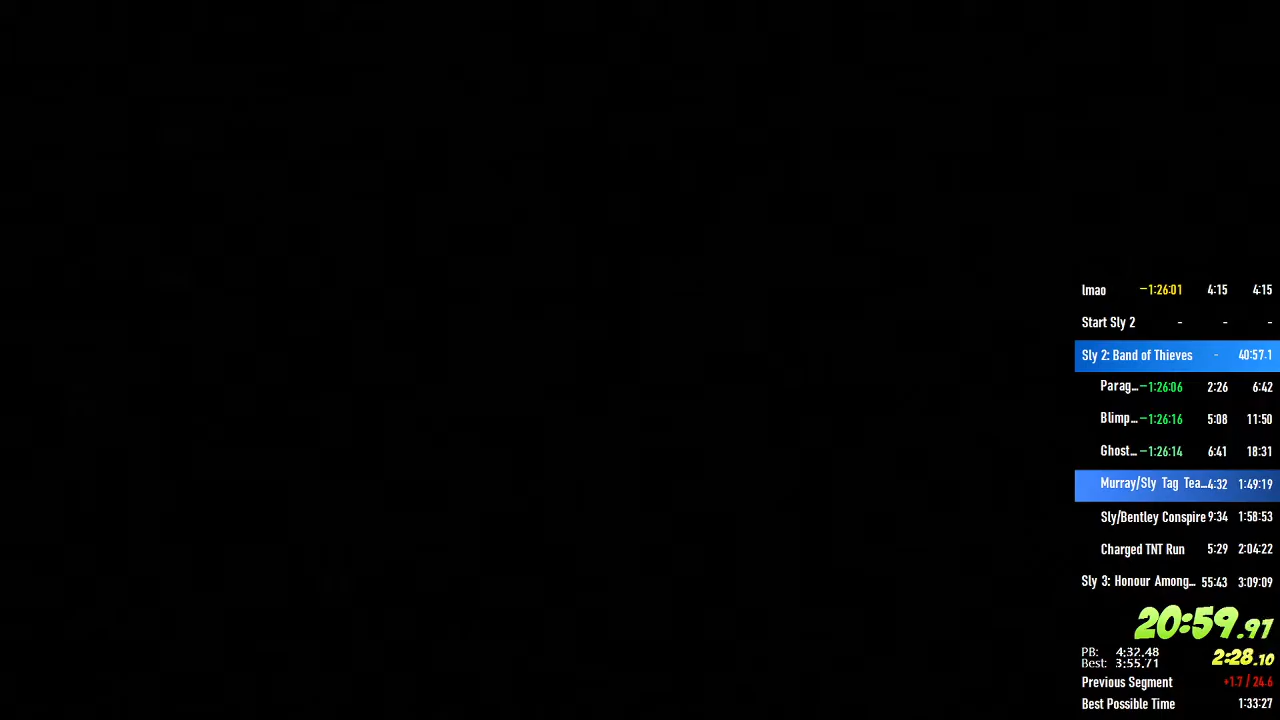 lmao -1:26:01 4:15 4:15
Start Sly 2 - - -
Sly 2: Band of Thieves - 40:57.1
Parag... -1:26:06 2:26 6:42
Blimp... -1:26:16 5:08 11:50
Ghost... -1:26:14 6:41 18:31
Murray/Sly Tag Tea... 4:32 1:49:19
Sly/Bentley Conspire 9:34 1:58:53
Charged TNT Run 5:29 2:04:22
Sly 3: Honour Among... 55:43 3:09:09
20:59.97
PB: 4:32.48
Best: 3:55.71
2:28.10
Previous Segment +1.7 / 24.6
Best Possible Time 1:33:27